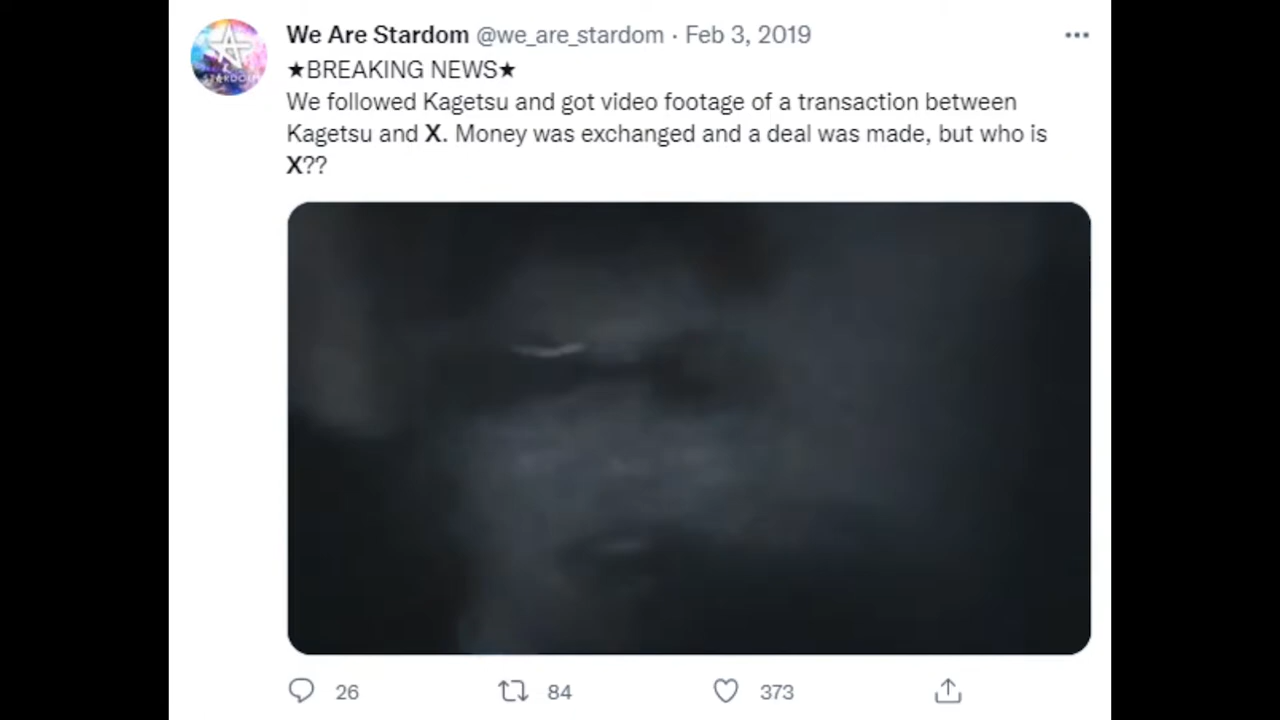 We Are Stardom @we_are_stardom · Feb 3, 2019
★BREAKING NEWS★
We followed Kagetsu and got video footage of a transaction between
Kagetsu and X. Money was exchanged and a deal was made, but who is
X??
STARDOM
26 84 373